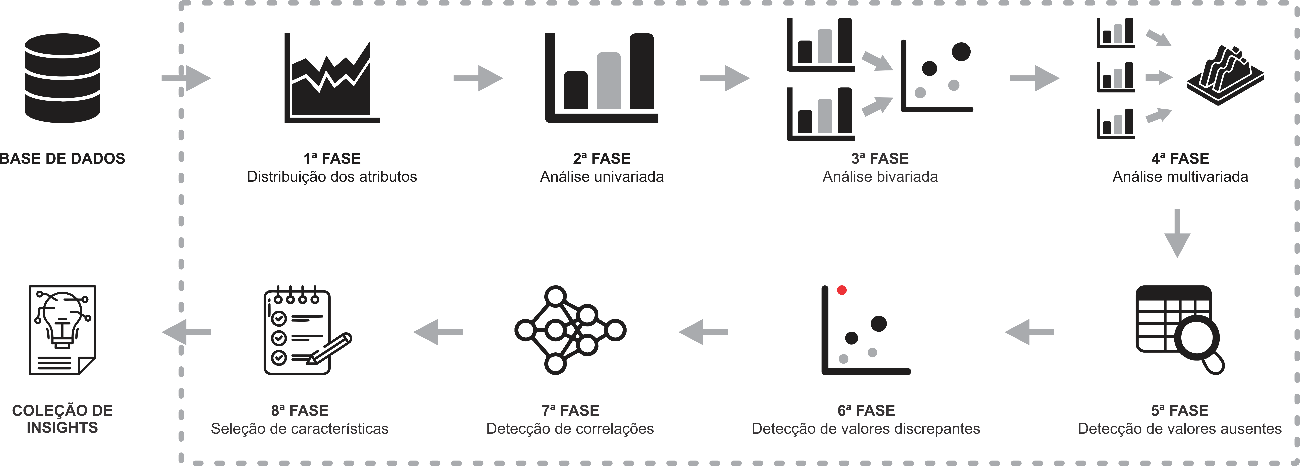 BASE DE DADOS
1ª FASE
Distribuição dos atributos
2ª FASE
Análise univariada
3ª FASE
Análise bivariada
4ª FASE
Análise multivariada
5ª FASE
Detecção de valores ausentes
6ª FASE
Detecção de valores discrepantes
7ª FASE
Detecção de correlações
8ª FASE
Seleção de características
COLEÇÃO DE
INSIGHTS